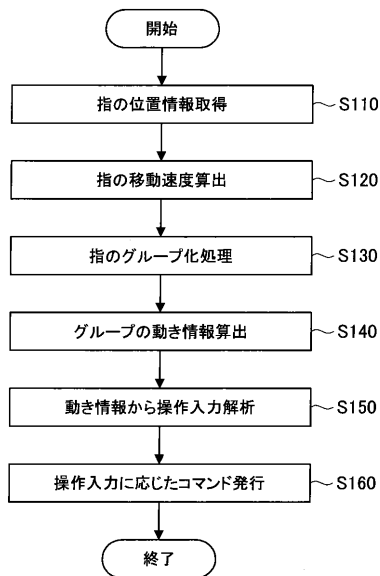 開始
指の位置情報取得 S110
指の移動速度算出 S120
指のグループ化処理 S130
グループの動き情報算出 S140
動き情報から操作入力解析 S150
操作入力に応じたコマンド発行 S160
終了